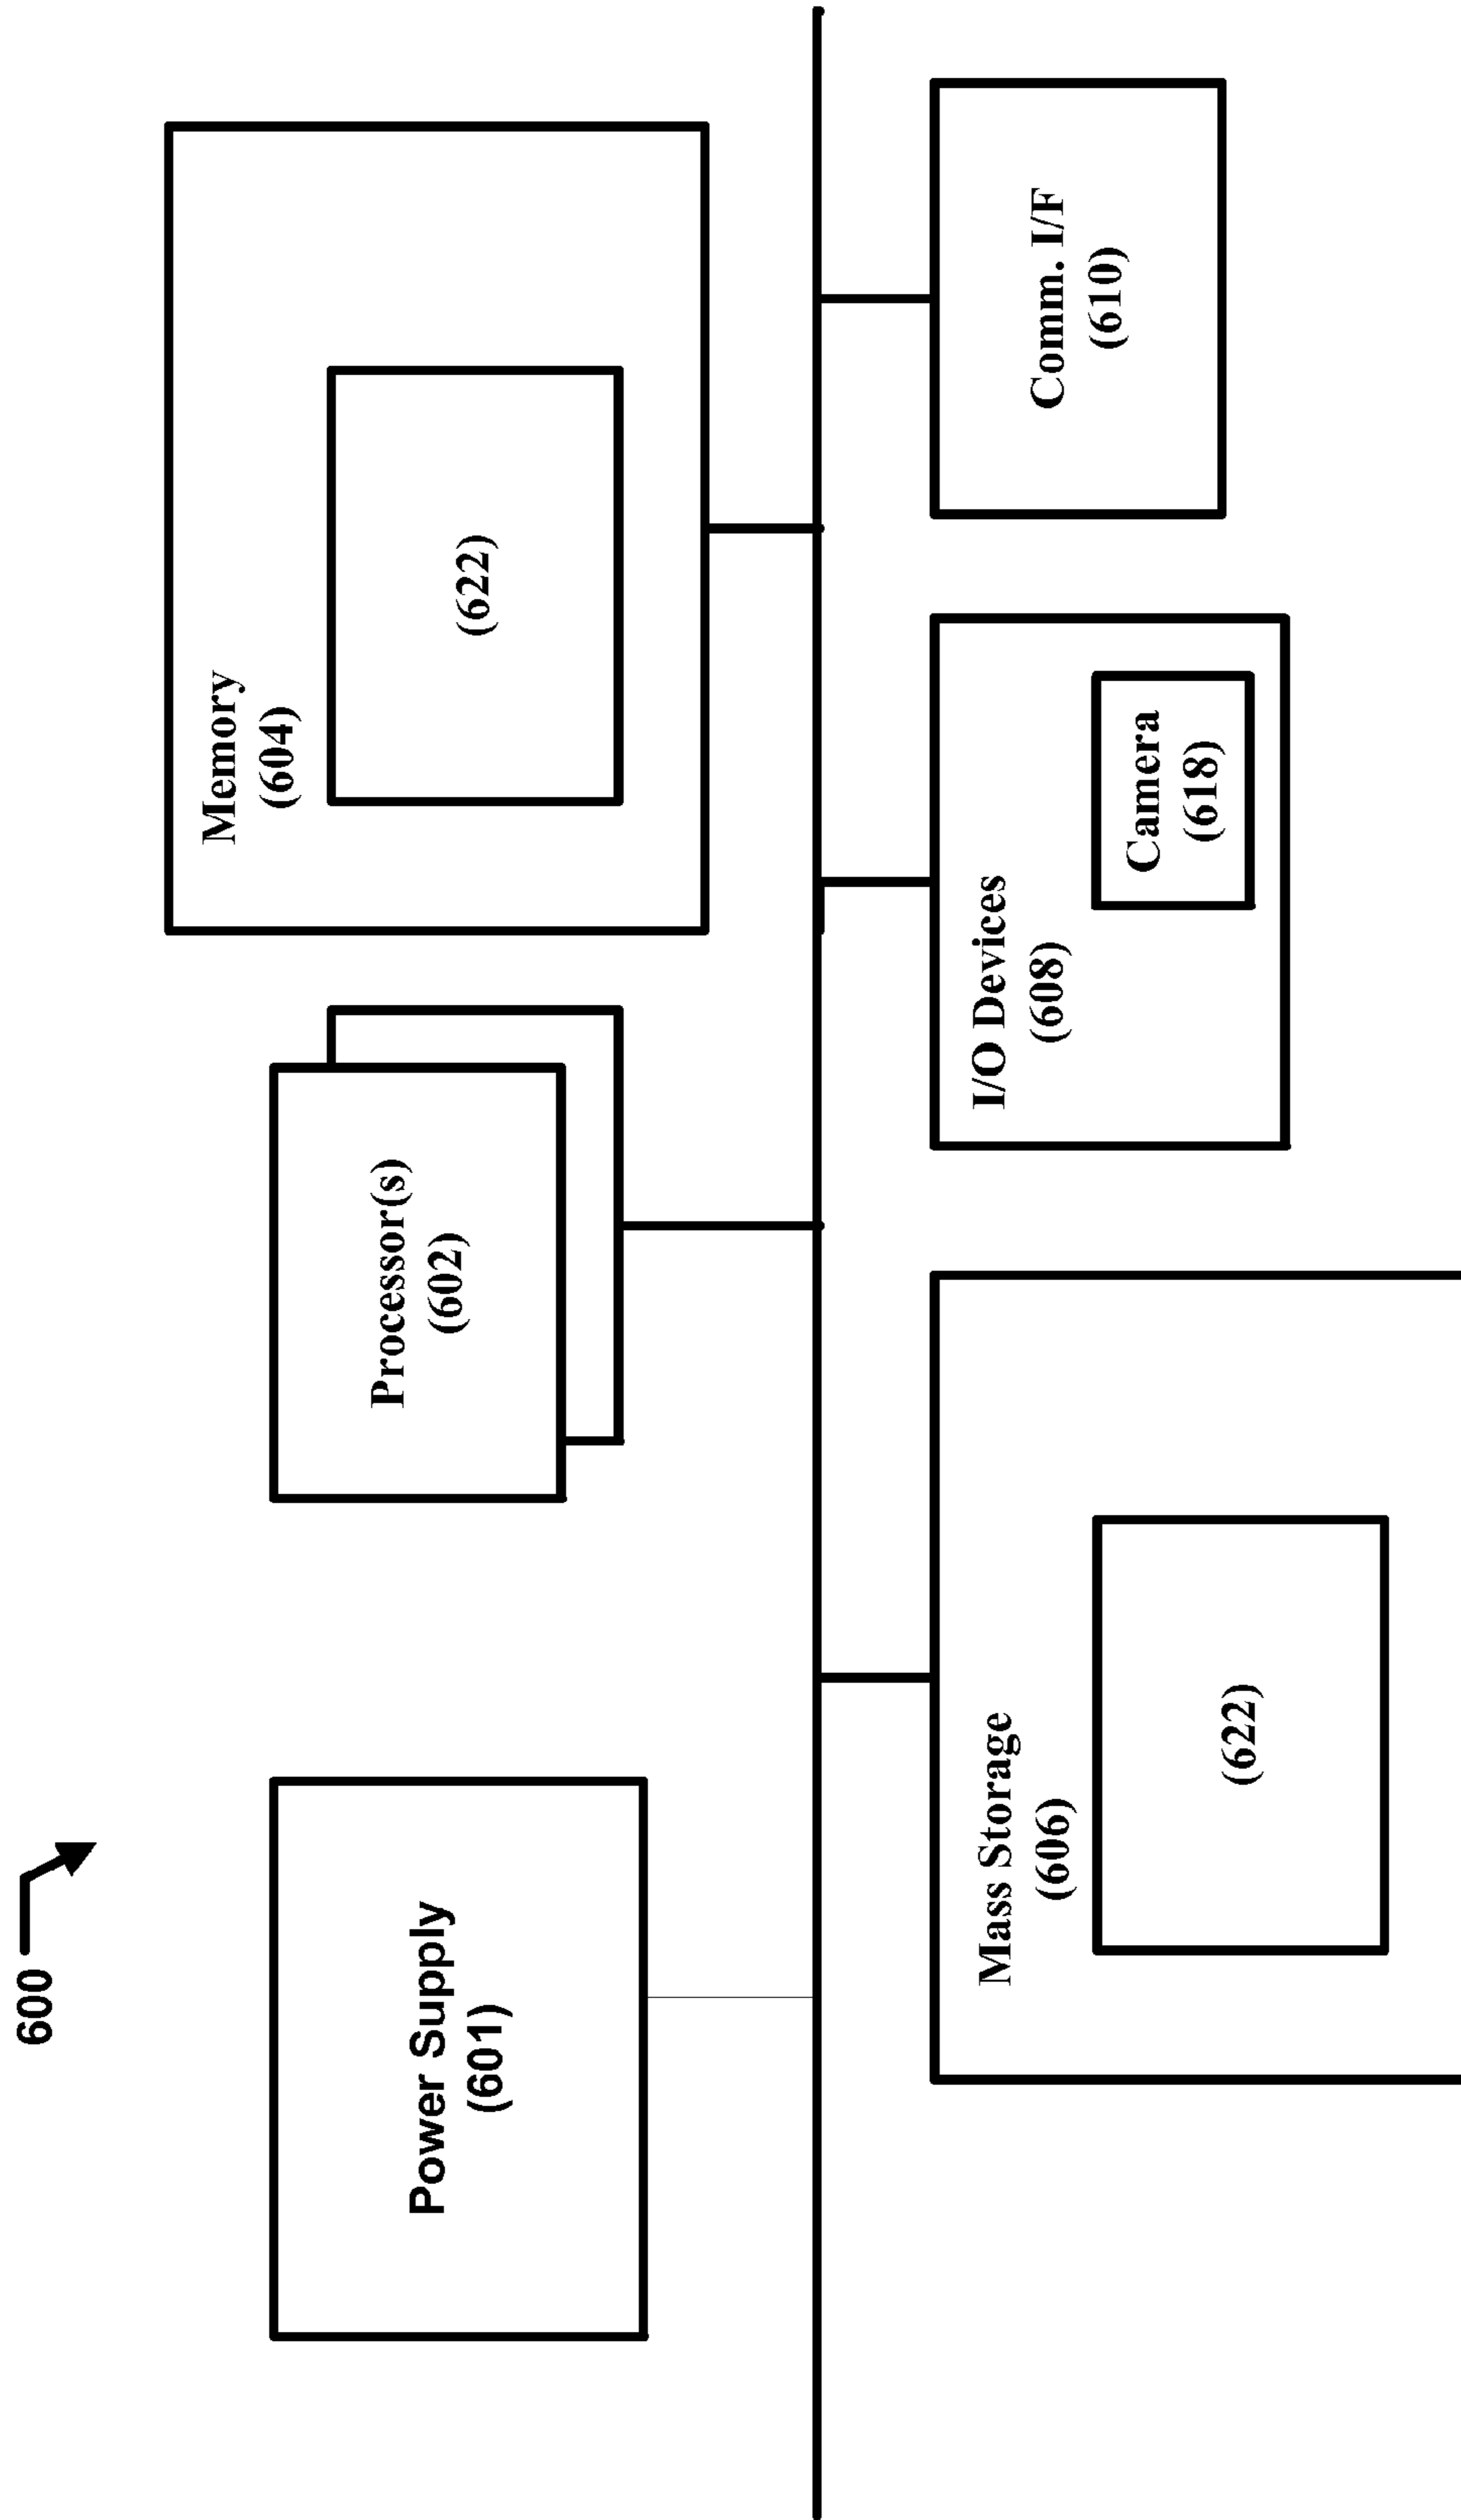 600
Power Supply
(601)
Processor(s)
(602)
Memory
(604)
(622)
Mass Storage
(606)
(622)
I/O Devices
(608)
Camera
(618)
Comm. I/F
(610)